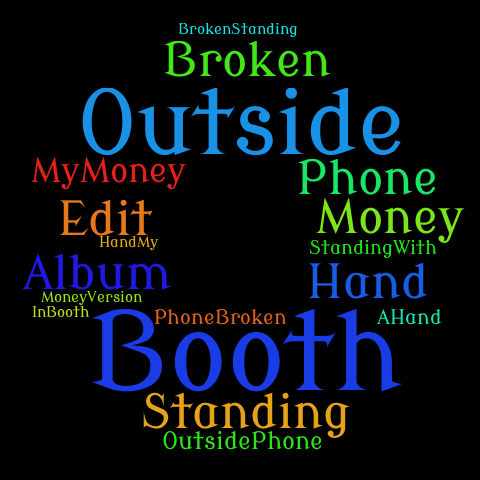 BrokenStanding
Broken
Outside
MyMoney
Phone
Edit
Money
HandMy
StandingWith
Album
Hand
MoneyVersion
InBooth
PhoneBroken
AHand
Booth
Standing
OutsidePhone